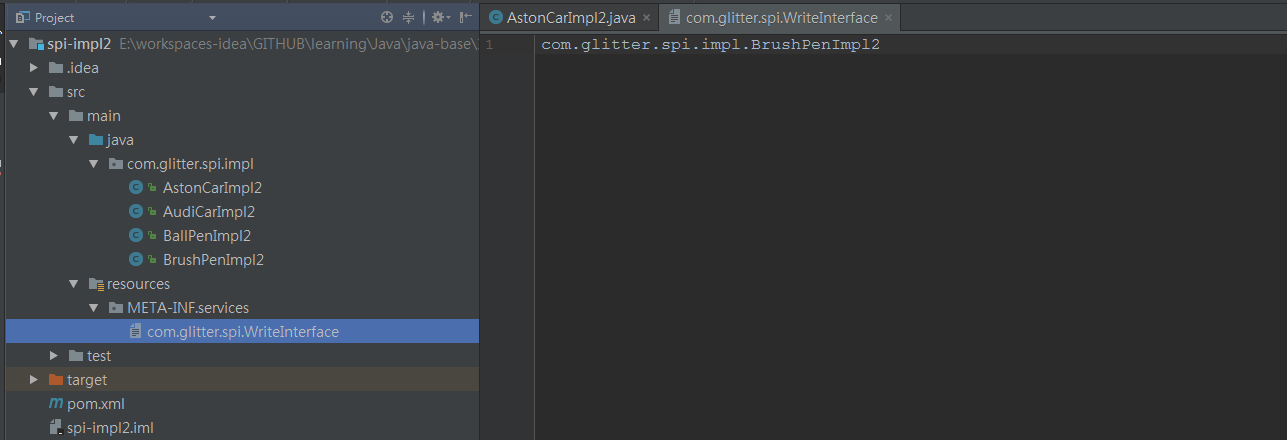 Project
spi-impl2 E:\workspaces-idea\GITHUB\learning\Java\java-base\
.idea
src
main
java
com.glitter.spi.impl
AstonCarImpl2
AudiCarImpl2
BallPenImpl2
BrushPenImpl2
resources
META-INF.services
com.glitter.spi.WriteInterface
test
target
pom.xml
spi-impl2.iml
AstonCarImpl2.java
com.glitter.spi.WriteInterface
1 com.glitter.spi.impl.BrushPenImpl2